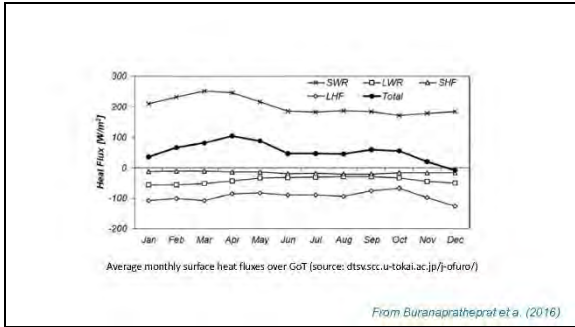 300
200
100
0
-100
-200
Heat Flux [W/m²]
SWR LWR SHF
LHF Total
Jan Feb Mar Apr May Jun Jul Aug Sep Oct Nov Dec
Average monthly surface heat fluxes over GoT (source: dtsv.scc.u-tokai.ac.jp/j-ofuro/)
From Buranapratheprat et a. (2016)